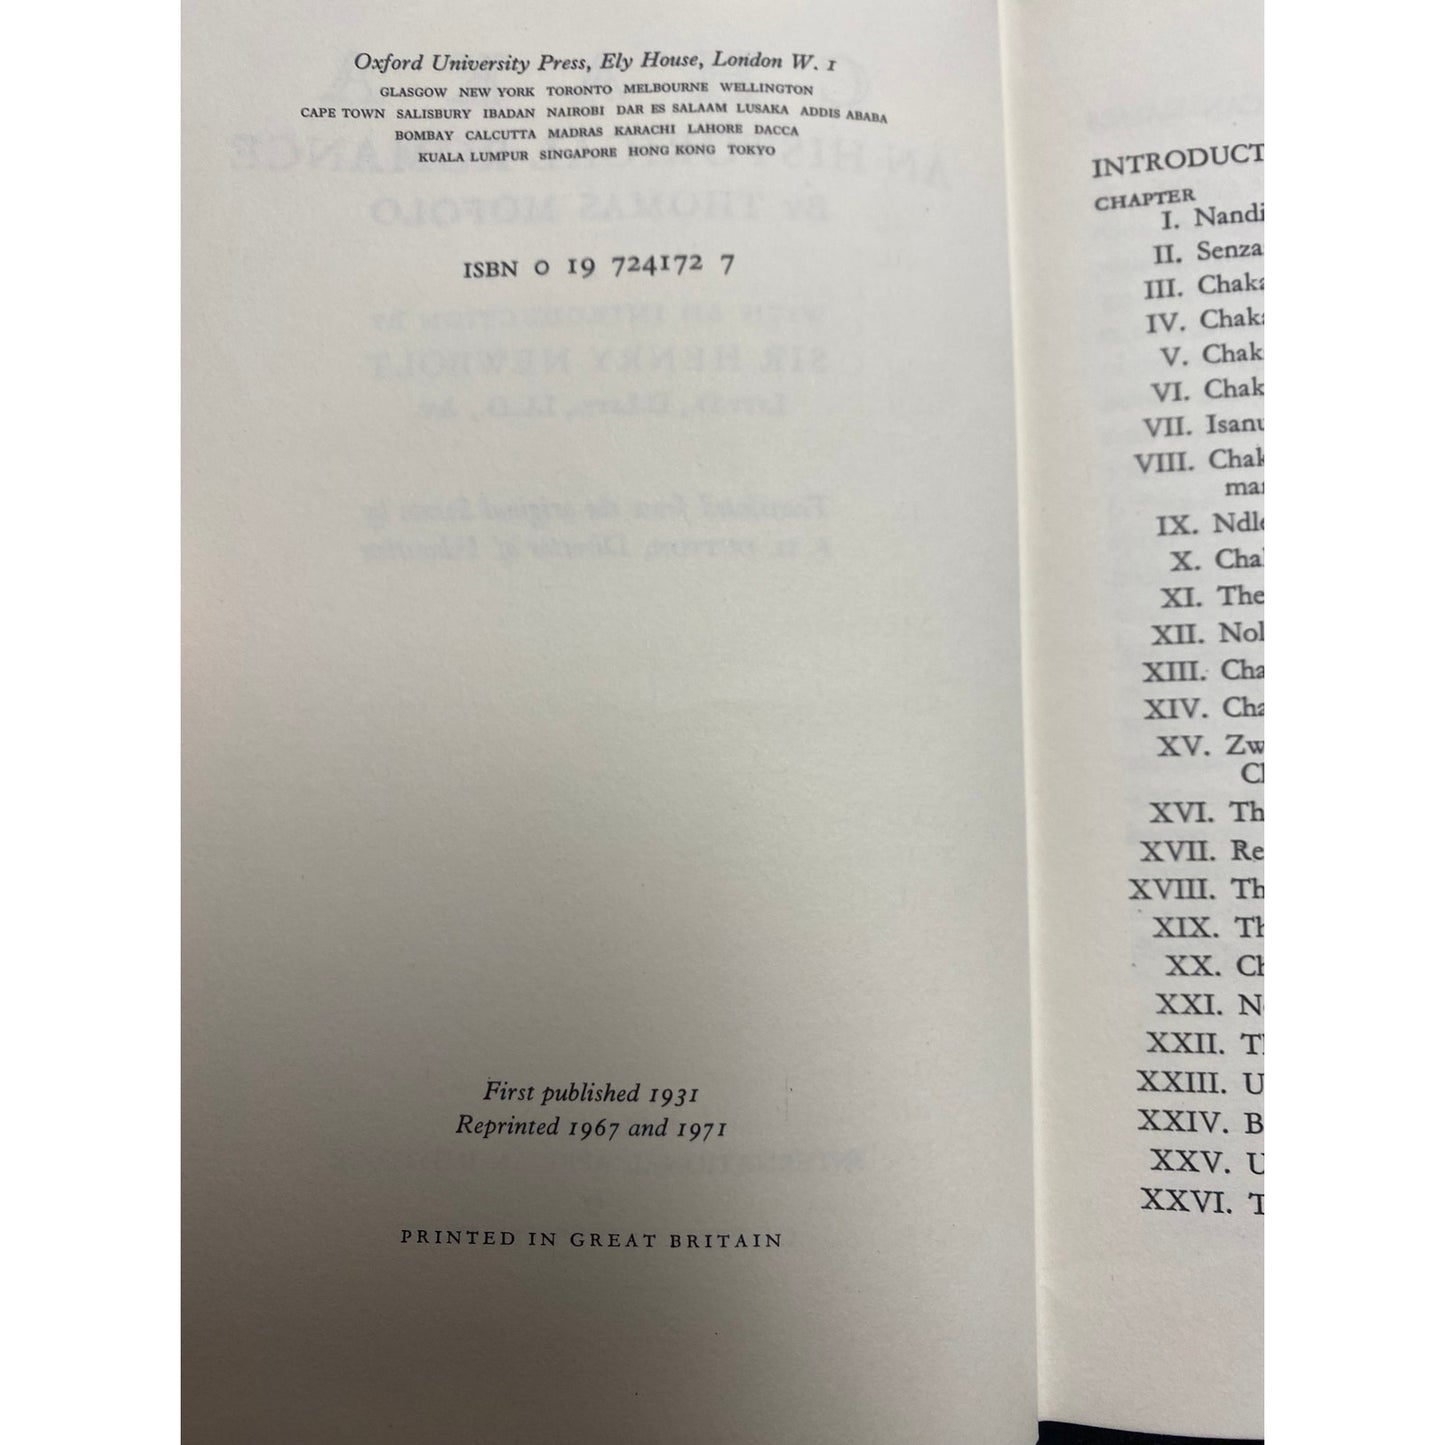 Oxford University Press, Ely House, London W. 1
GLASGOW NEW YORK TORONTO MELBOURNE WELLINGTON
CAPE TOWN SALISBURY IBADAN NAIROBI DAR ES SALAAM LUSAKA ADDIS ABABA
BOMBAY CALCUTTA MADRAS KARACHI LAHORE DACCA
KUALA LUMPUR SINGAPORE HONG KONG TOKYO
ISBN 0 19 724172 7
First published 1931
Reprinted 1967 and 1971
PRINTED IN GREAT BRITAIN
INTRODUCT
CHAPTER
I. Nandi
II. Senza
III. Chaka
IV. Chaka
V. Chak
VI. Chak
VII. Isanu
VIII. Chak
mar
IX. Ndle
X. Chal
XI. The
XII. Nol
XIII. Cha
XIV. Cha
XV. Zw
Cl
XVI. Th
XVII. Re
XVIII. Th
XIX. Th
XX. Ch
XXI. N
XXII. T
XXIII. U
XXIV. B
XXV. U
XXVI. T